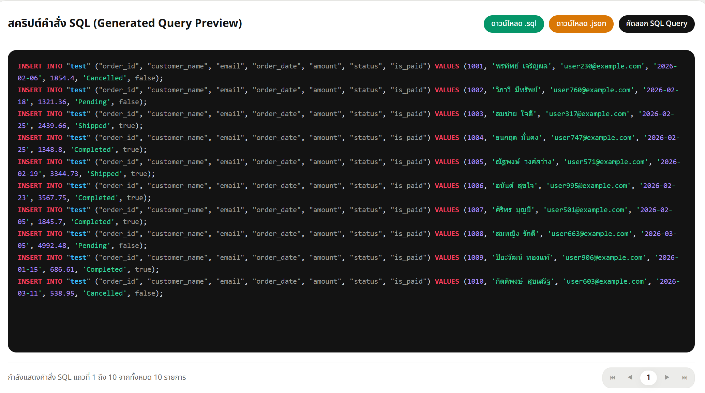 สคริปต์คำสั่ง SQL (Generated Query Preview)
ดาวน์โหลด .sql
ดาวน์โหลด .json
คัดลอก SQL Query
INSERT INTO "test" ("order_id", "customer_name", "email", "order_date", "amount", "status", "is_paid") VALUES (1001, 'พรทิพย์ เจริญผล', 'user230@example.com', '2026-
02-06', 1054.4, 'Cancelled', false);
INSERT INTO "test" ("order_id", "customer_name", "email", "order_date", "amount", "status", "is_paid") VALUES (1002, 'วิภาวี มีทรัพย์', 'user760@example.com', '2026-02-
18', 1321.36, 'Pending', false);
INSERT INTO "test" ("order_id", "customer_name", "email", "order_date", "amount", "status", "is_paid") VALUES (1003, 'สมชาย ใจดี', 'user317@example.com', '2026-02-
25', 2439.66, 'Shipped', true);
INSERT INTO "test" ("order_id", "customer_name", "email", "order_date", "amount", "status", "is_paid") VALUES (1004, 'ธนกฤต มั่นคง', 'user747@example.com', '2026-02-
25', 1348.8, 'Completed', true);
INSERT INTO "test" ("order_id", "customer_name", "email", "order_date", "amount", "status", "is_paid") VALUES (1005, 'ณัฐพงษ์ วงศ์สว่าง', 'user571@example.com', '2026-
02-19', 3344.73, 'Shipped', true);
INSERT INTO "test" ("order_id", "customer_name", "email", "order_date", "amount", "status", "is_paid") VALUES (1006, 'อนันต์ สุขใจ', 'user995@example.com', '2026-02-
23', 3567.75, 'Completed', true);
INSERT INTO "test" ("order_id", "customer_name", "email", "order_date", "amount", "status", "is_paid") VALUES (1007, 'ศิริพร บุญมี', 'user501@example.com', '2026-02-
05', 1845.7, 'Completed', true);
INSERT INTO "test" ("order_id", "customer_name", "email", "order_date", "amount", "status", "is_paid") VALUES (1008, 'สมหญิง รักดี', 'user663@example.com', '2026-03-
05', 4992.48, 'Pending', false);
INSERT INTO "test" ("order_id", "customer_name", "email", "order_date", "amount", "status", "is_paid") VALUES (1009, 'ปิยะวัฒน์ ทองแท้', 'user906@example.com', '2026-
01-15', 686.61, 'Completed', true);
INSERT INTO "test" ("order_id", "customer_name", "email", "order_date", "amount", "status", "is_paid") VALUES (1010, 'กิตติพงษ์ สุขเสริฐ', 'user603@example.com', '2026-
03-11', 538.95, 'Cancelled', false);
กำลังแสดงคำสั่ง SQL แถวที่ 1 ถึง 10 จากทั้งหมด 10 รายการ
1